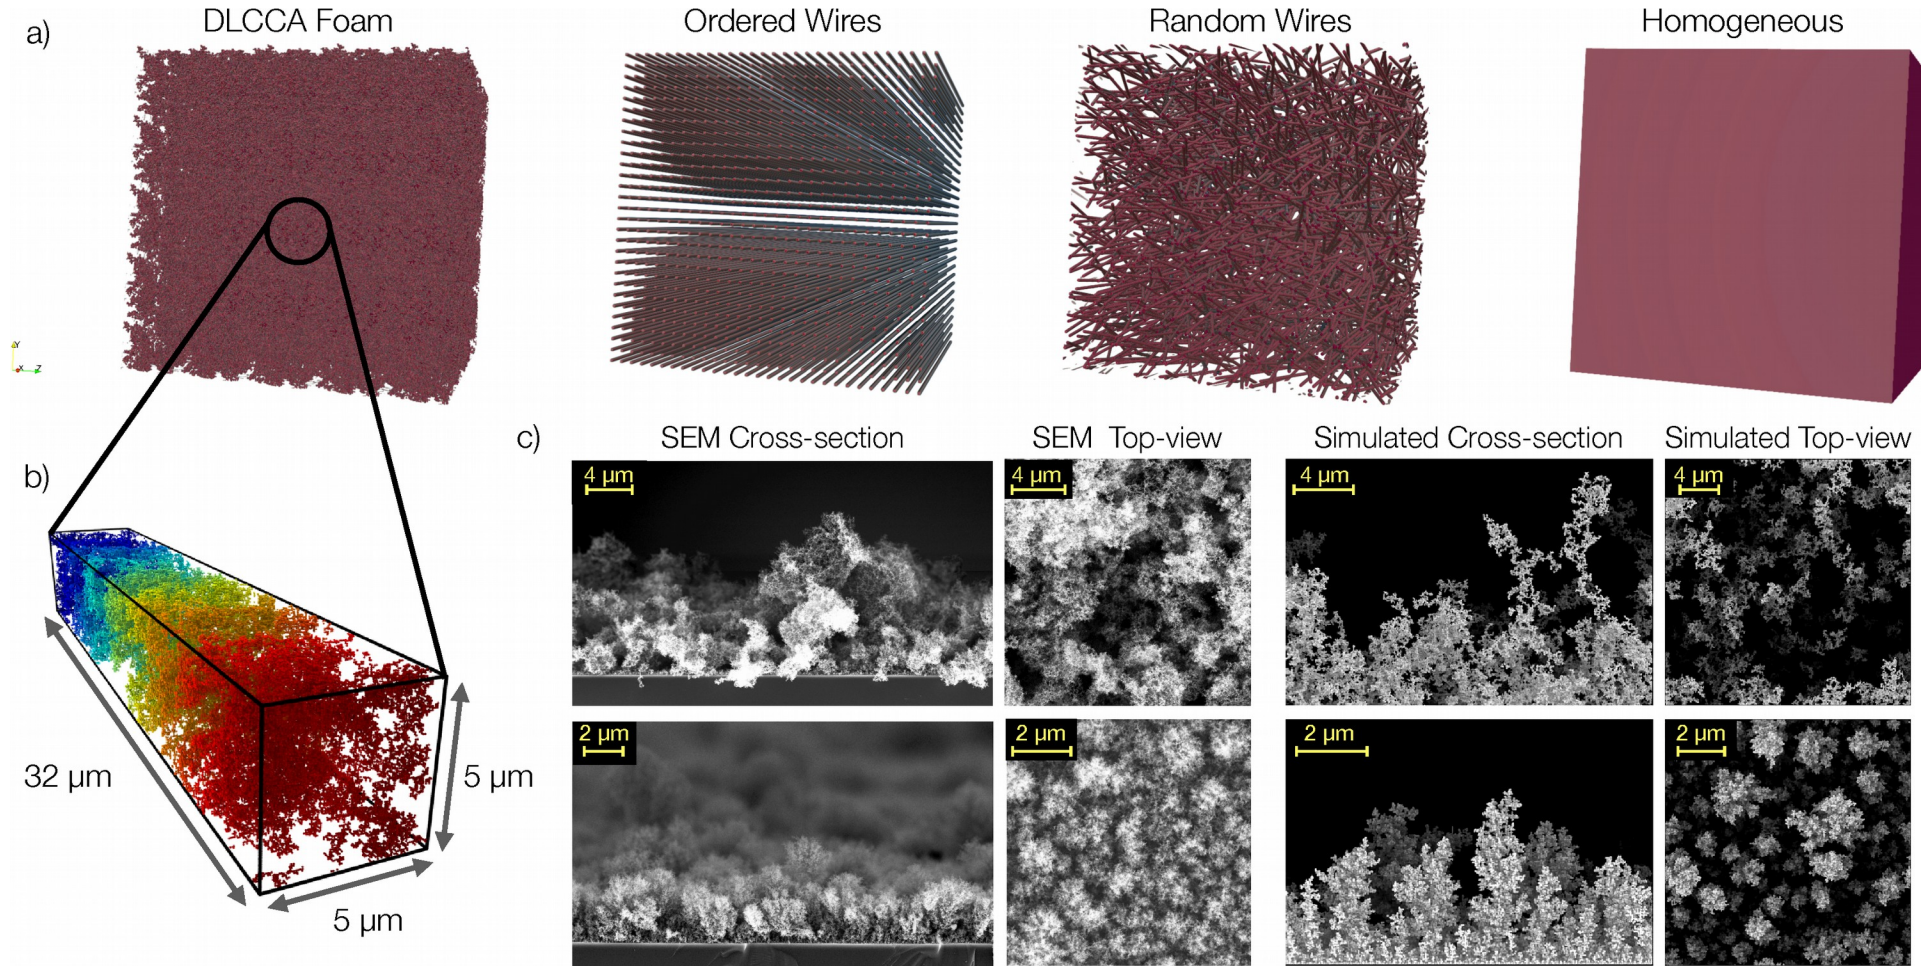 a)
DLCCA Foam
Ordered Wires
Random Wires
Homogeneous
Y
X
Z
b)
32 µm
5 µm
5 µm
c)
SEM Cross-section
SEM Top-view
Simulated Cross-section
Simulated Top-view
4 µm
4 µm
4 µm
4 µm
2 µm
2 µm
2 µm
2 µm